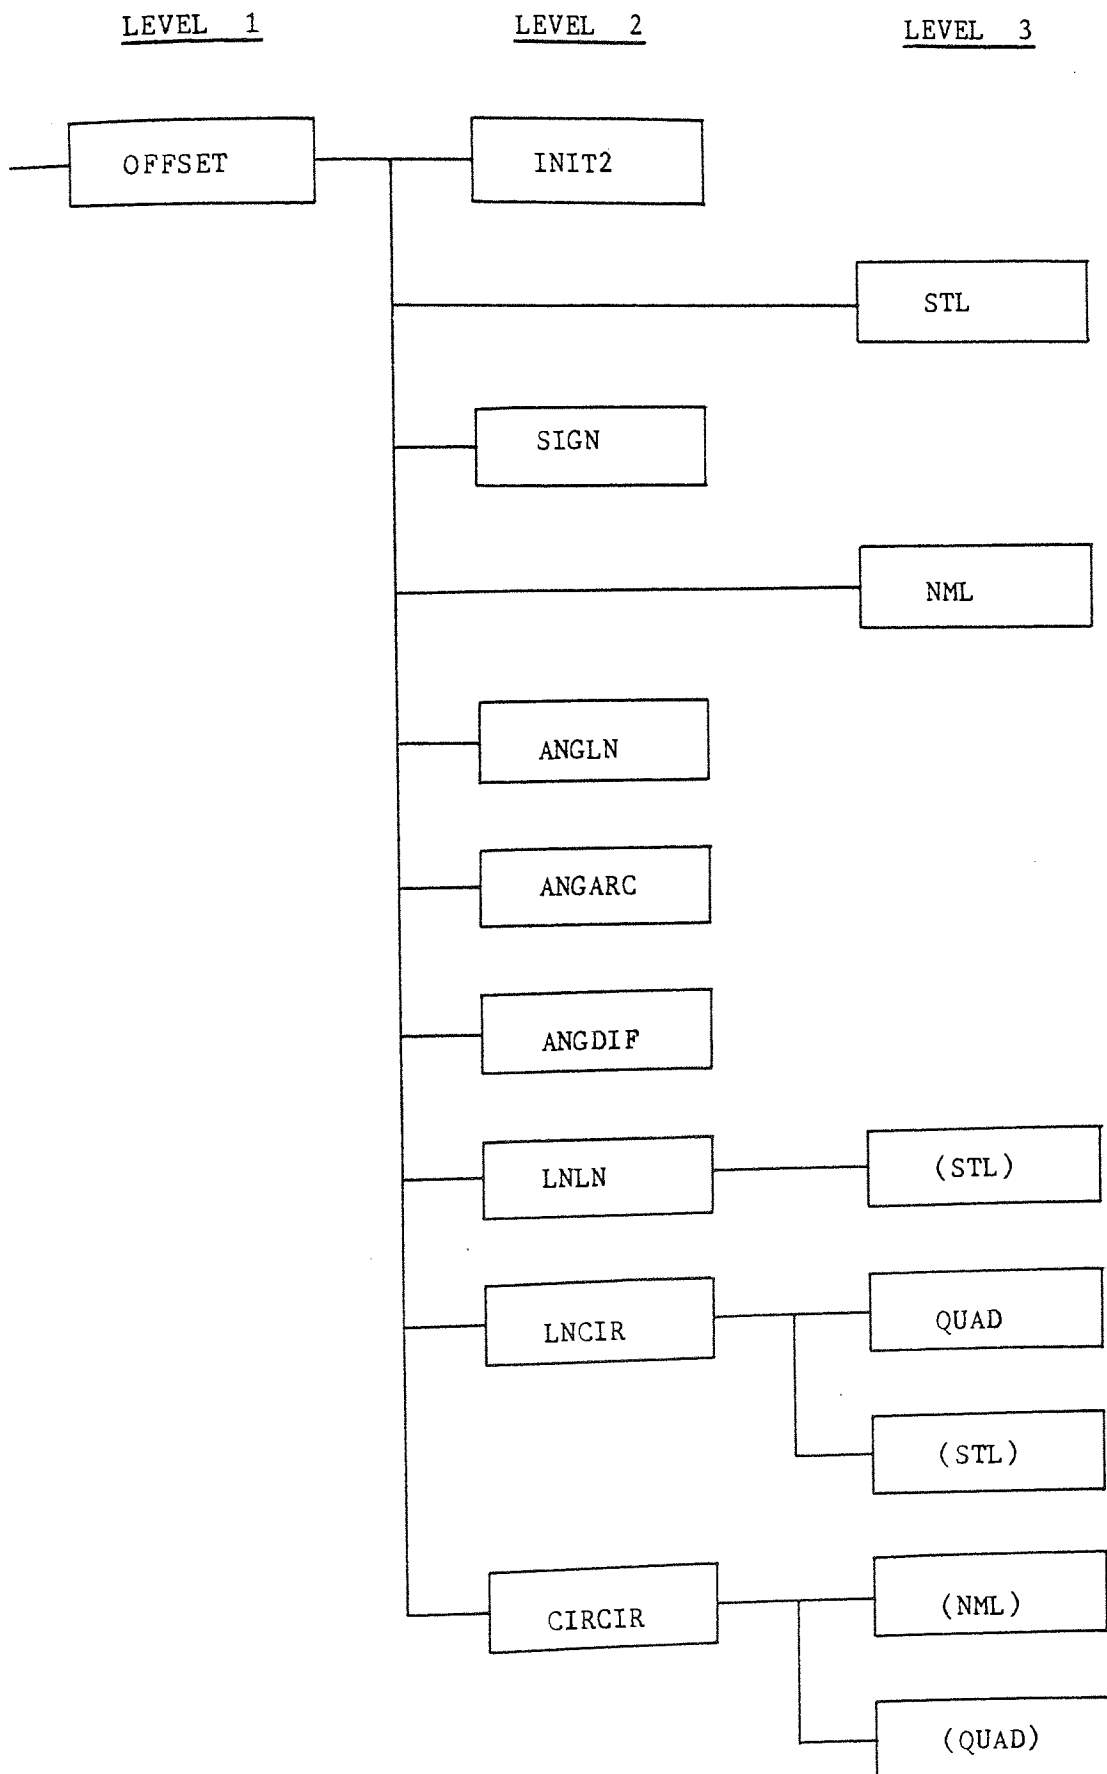 LEVEL 1
LEVEL 2
LEVEL 3
OFFSET
INIT2
STL
SIGN
NML
ANGLN
ANGARC
ANGDIF
LNLN
(STL)
LNCIR
QUAD
(STL)
CIRCIR
(NML)
(QUAD)